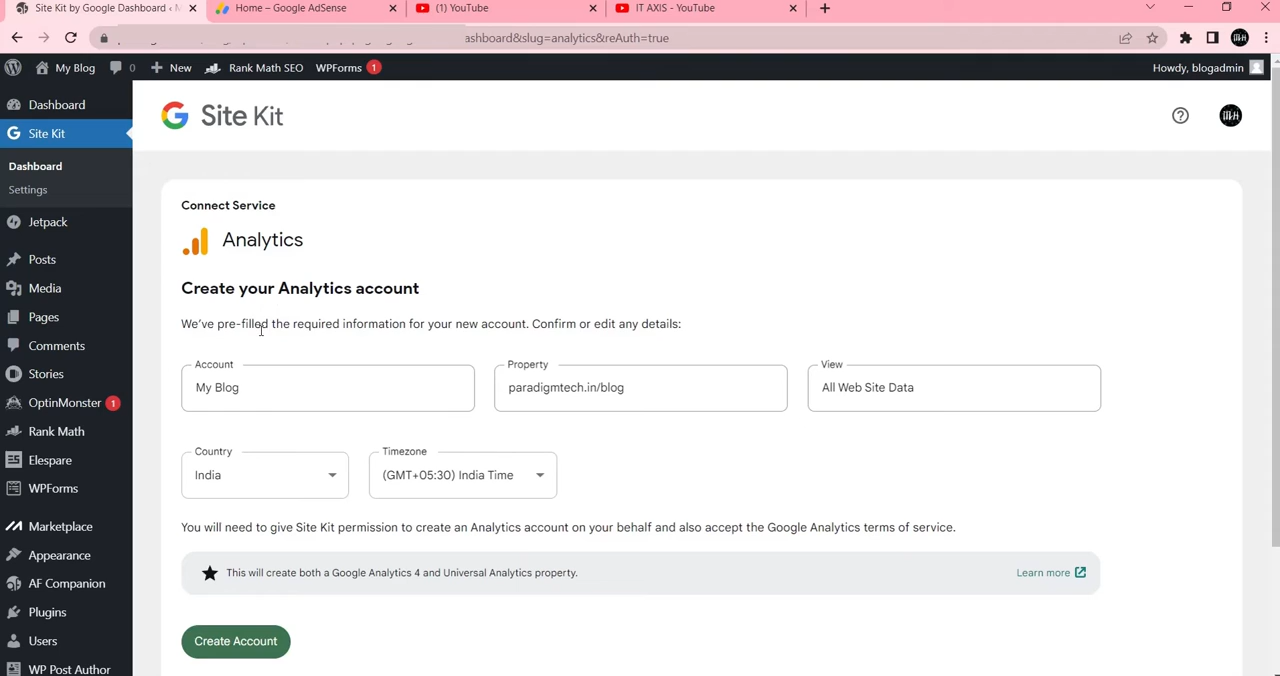 Site Kit by Google Dashboard ‹
Home – Google AdSense
(1) YouTube
IT AXIS - YouTube
ashboard&slug=analytics&reAuth=true
My Blog
0
New
Rank Math SEO
WPForms
1
Howdy, blogadmin
Dashboard
Site Kit
Dashboard
Settings
Jetpack
Posts
Media
Pages
Comments
Stories
OptinMonster
1
Rank Math
Elespare
WPForms
Marketplace
Appearance
AF Companion
Plugins
Users
WP Post Author
Site Kit
Connect Service
Analytics
Create your Analytics account
We've pre-filled the required information for your new account. Confirm or edit any details:
Account
My Blog
Property
paradigmtech.in/blog
View
All Web Site Data
Country
India
Timezone
(GMT+05:30) India Time
You will need to give Site Kit permission to create an Analytics account on your behalf and also accept the Google Analytics terms of service.
This will create both a Google Analytics 4 and Universal Analytics property.
Learn more
Create Account